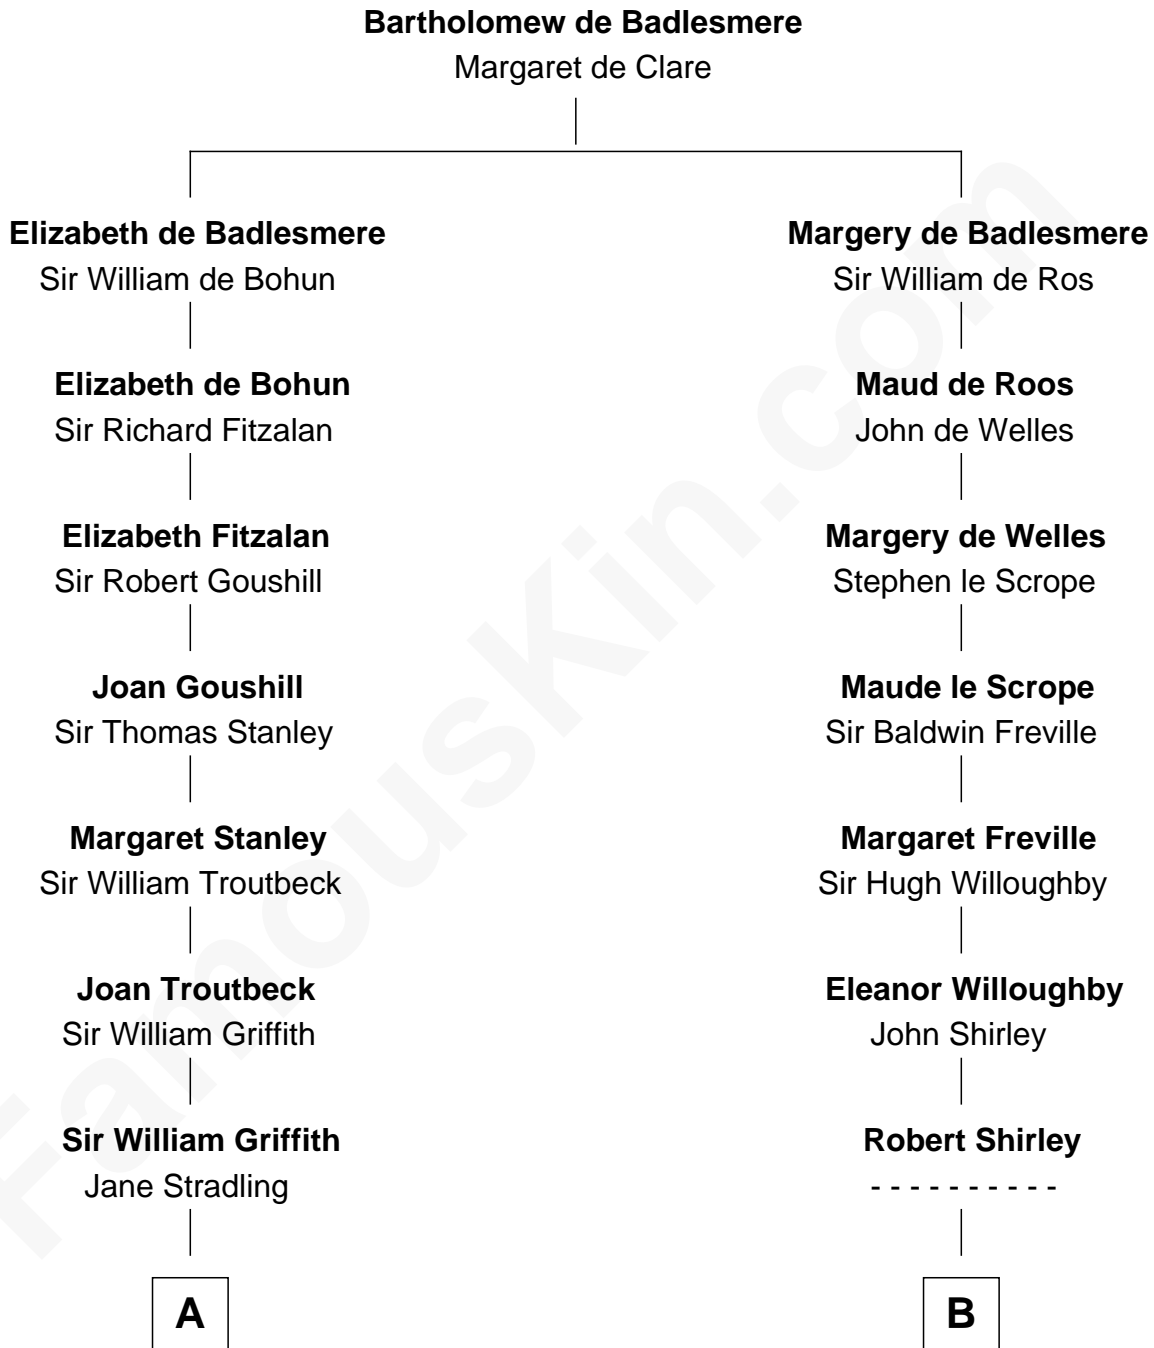 Bartholomew de Badlesmere
Margaret de Clare
Elizabeth de Badlesmere
Sir William de Bohun
Margery de Badlesmere
Sir William de Ros
Elizabeth de Bohun
Sir Richard Fitzalan
Maud de Roos
John de Welles
Elizabeth Fitzalan
Sir Robert Goushill
Margery de Welles
Stephen le Scrope
Joan Goushill
Sir Thomas Stanley
Maude le Scrope
Sir Baldwin Freville
Margaret Stanley
Sir William Troutbeck
Margaret Freville
Sir Hugh Willoughby
Joan Troutbeck
Sir William Griffith
Eleanor Willoughby
John Shirley
Sir William Griffith
Jane Stradling
Robert Shirley
- - - - - - - - - -
A
B
FamousKin.com